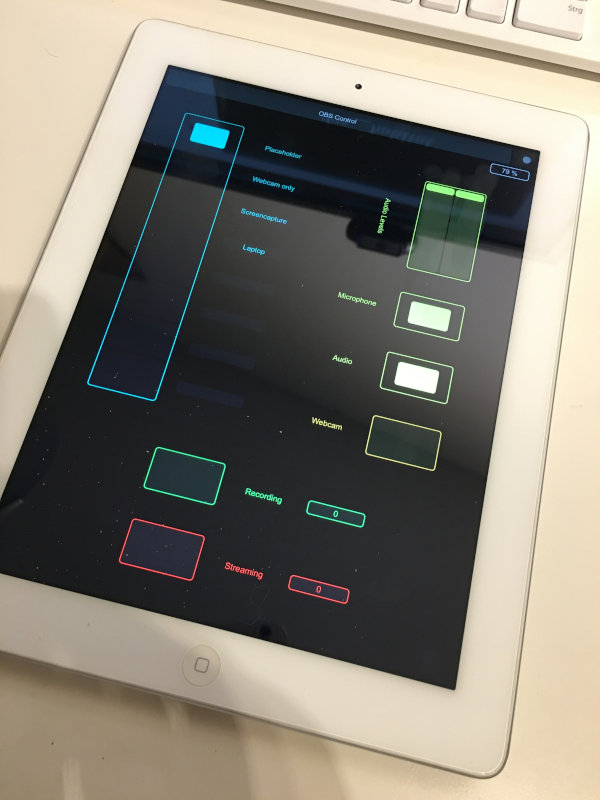 Strg
OBS Control
79 %
Placeholder
Webcam only
Screencapture
Laptop
Audio Levels
Microphone
Audio
Webcam
Recording
0
Streaming
0